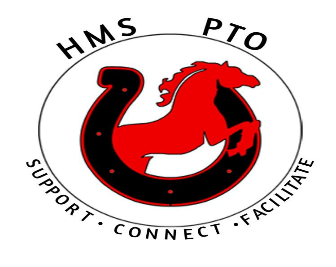 HMS PTO
SUPPORT • CONNECT • FACILITATE